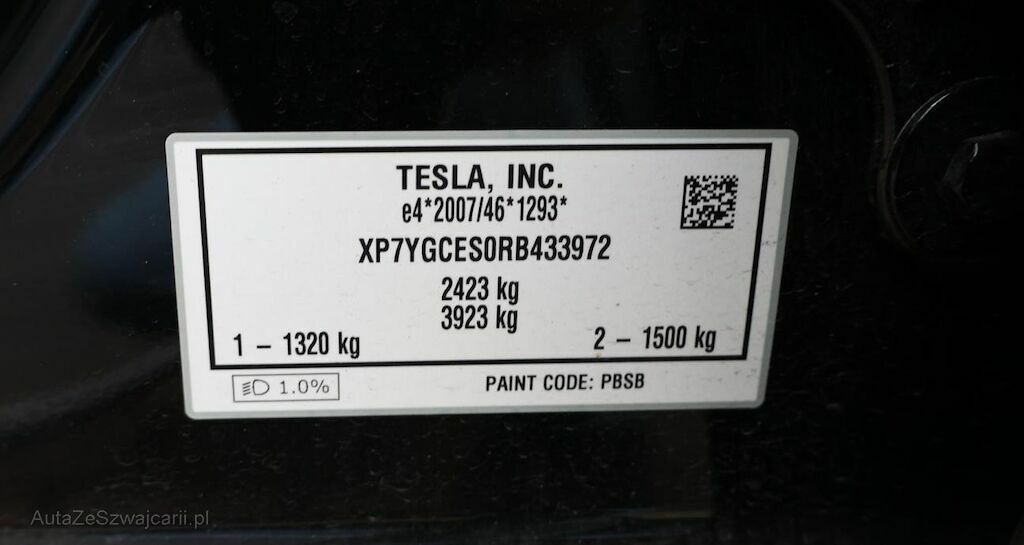 TESLA, INC.
e4*2007/46*1293*
XP7YGCES0RB433972
2423 kg
3923 kg
1 – 1320 kg 2 – 1500 kg
1.0% PAINT CODE: PBSB
AutaZeSzwajcarii.pl